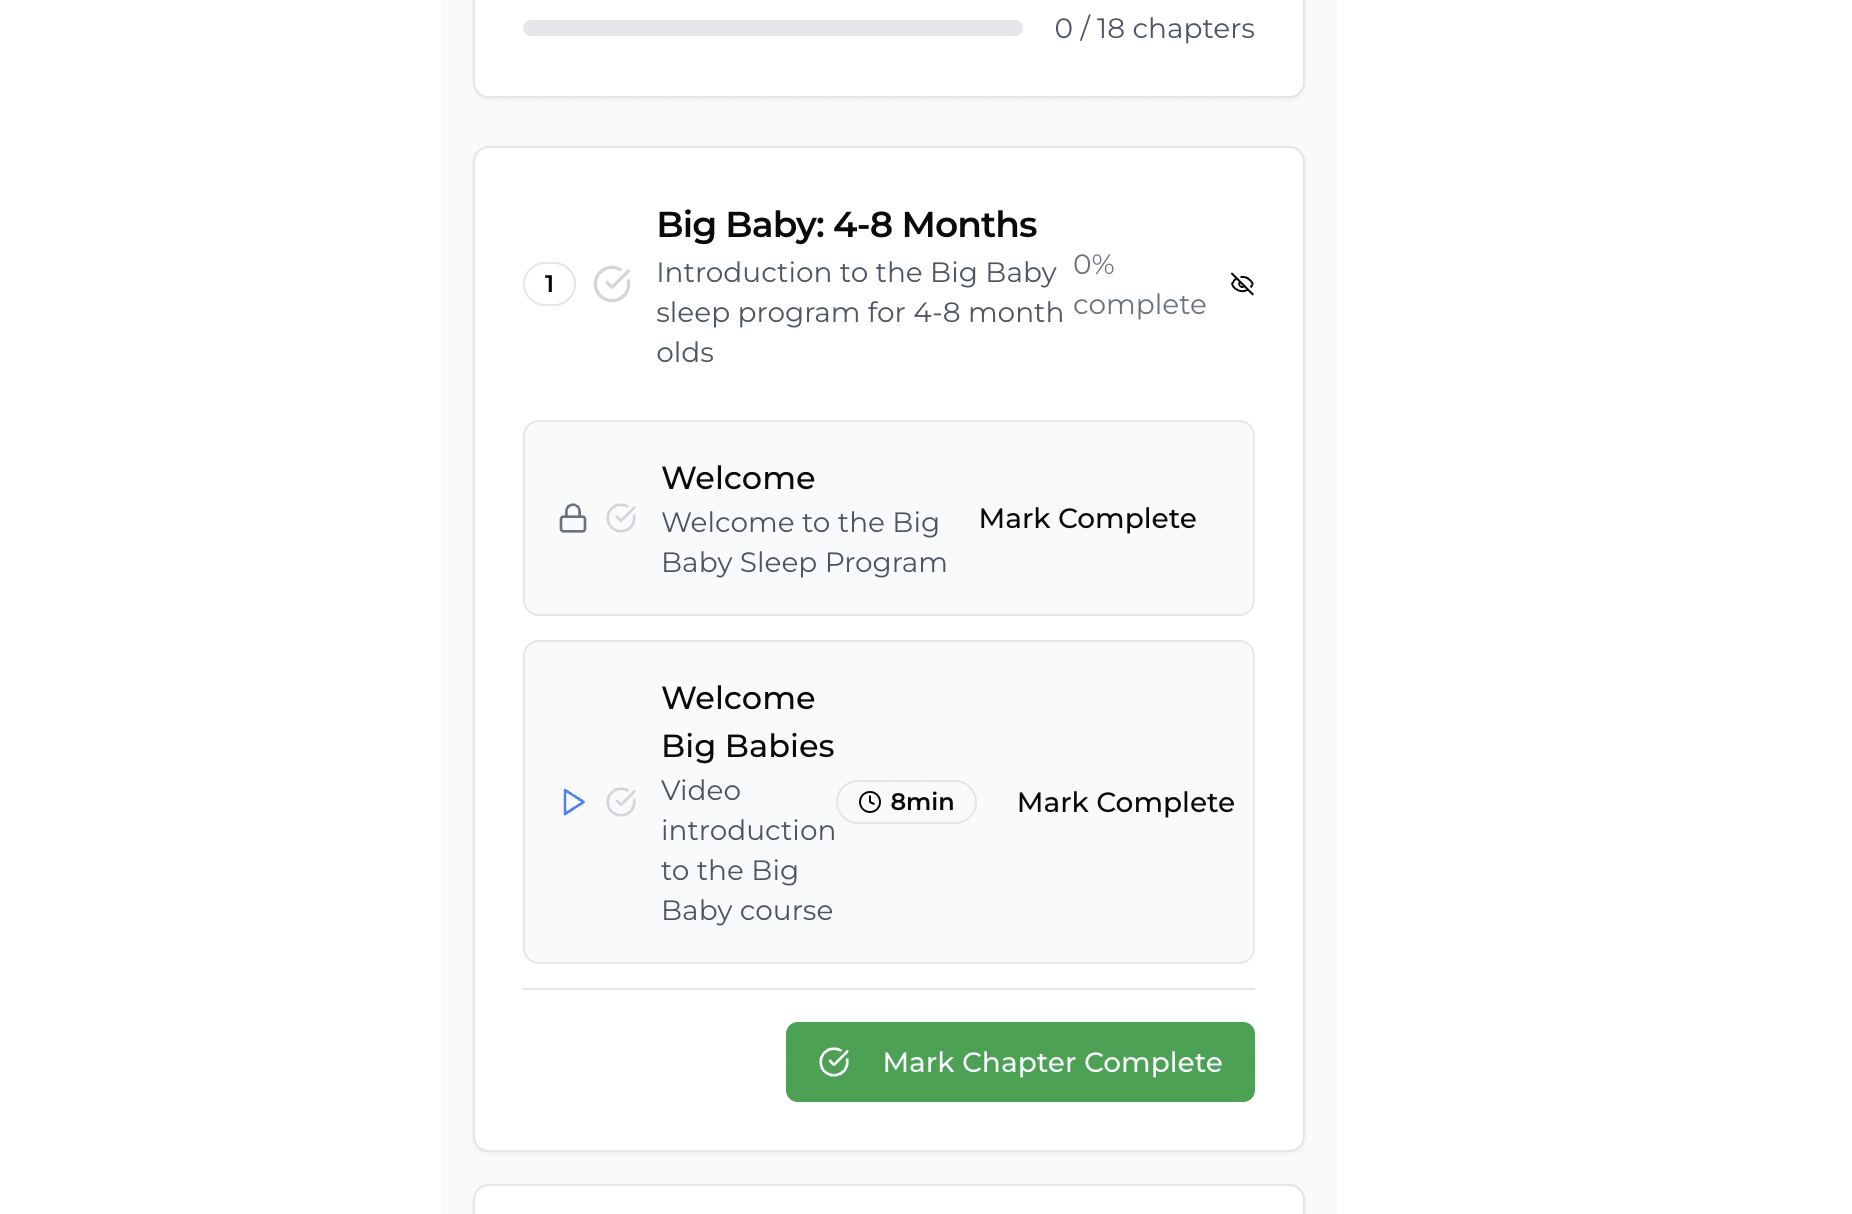 0 / 18 chapters
1
Big Baby: 4-8 Months
Introduction to the Big Baby
sleep program for 4-8 month
olds
0%
complete
Welcome
Welcome to the Big
Baby Sleep Program
Mark Complete
Welcome
Big Babies
Video
introduction
to the Big
Baby course
8min
Mark Complete
Mark Chapter Complete